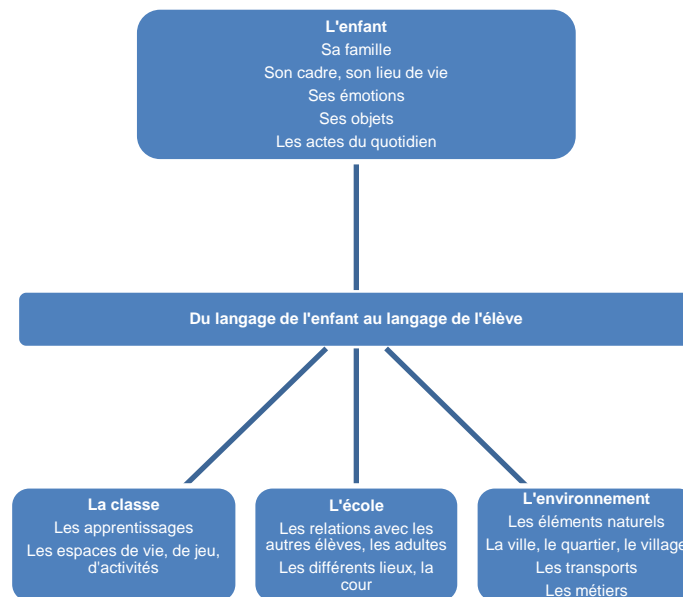 L'enfant
Sa famille
Son cadre, son lieu de vie
Ses émotions
Ses objets
Les actes du quotidien
Du langage de l'enfant au langage de l'élève
La classe
Les apprentissages
Les espaces de vie, de jeu,
d'activités
L'école
Les relations avec les
autres élèves, les adultes
Les différents lieux, la
cour
L'environnement
Les éléments naturels
La ville, le quartier, le village
Les transports
Les métiers